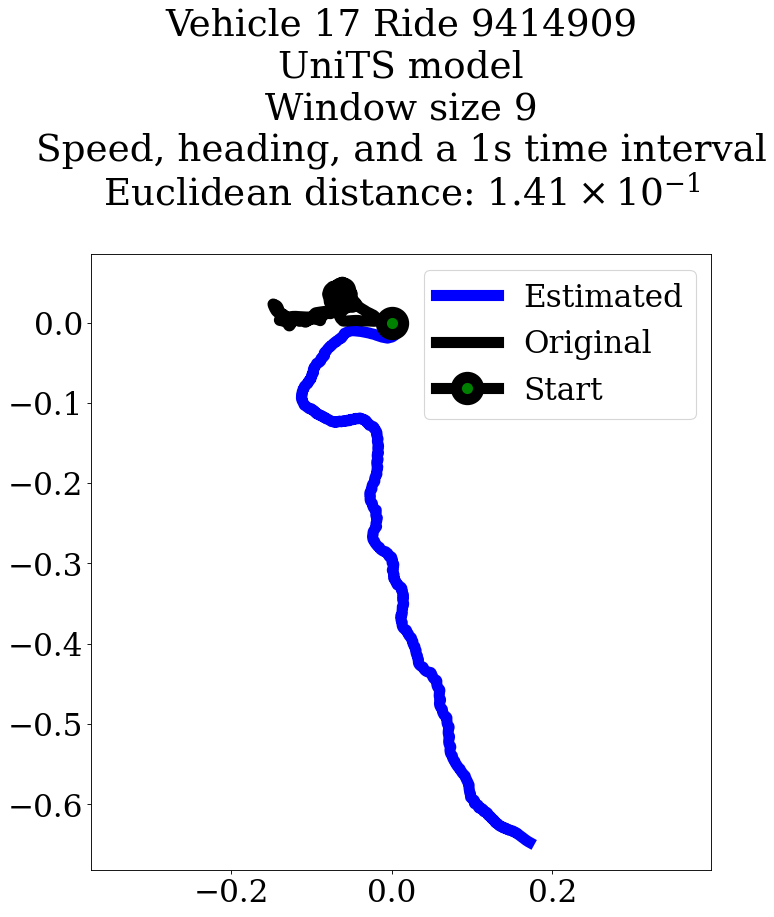 Vehicle 17 Ride 9414909
UniTS model
Window size 9
Speed, heading, and a 1s time interval
Euclidean distance: 1.41 × 10⁻¹
Estimated
Original
Start
0.0
−0.1
−0.2
−0.3
−0.4
−0.5
−0.6
−0.2 0.0 0.2